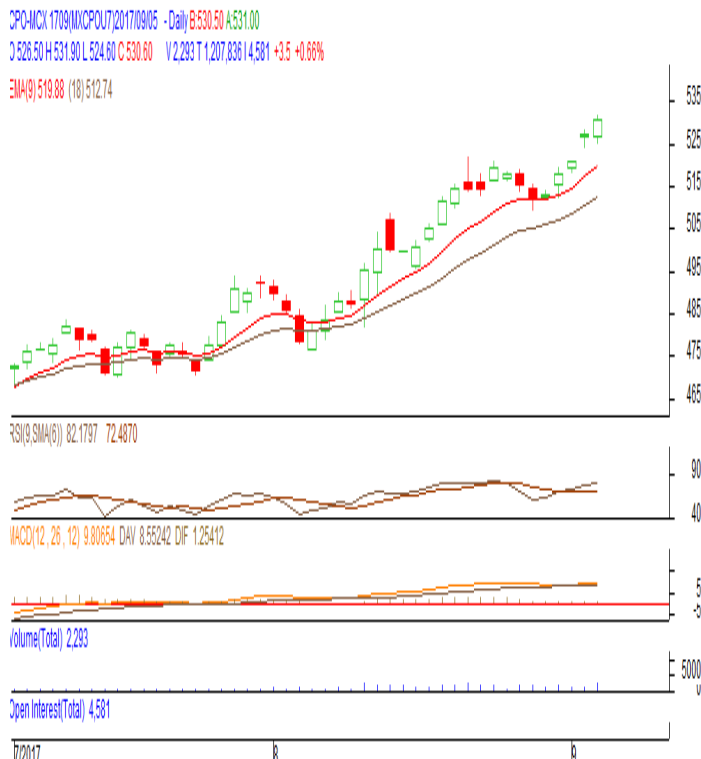 CPO-MCX 1709(MXCPOU7)2017/09/05 - Daily B:530.50 A:531.00
O 526.50 H 531.90 L 524.60 C 530.60 V 2,293 T 1,207,836 I 4,581 +3.5 +0.66%
EMA(9) 519.88 (18) 512.74
535
525
515
505
495
485
475
465
RSI(9,SMA(6)) 82.1797 72.4870
90
40
MACD(12 , 26 , 12) 9.80654 DAV 8.55242 DIF 1.25412
5
-5
Volume(Total) 2,293
5000
0
Open Interest(Total) 4,581
7/2017 8 9